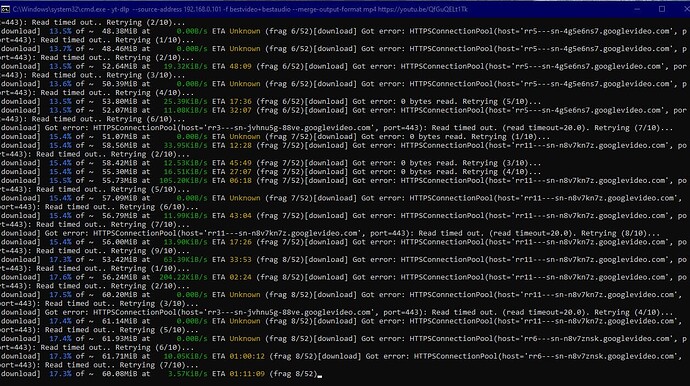 C:\Windows\system32\cmd.exe - yt-dlp --source-address 192.168.0.101 -f bestvideo+bestaudio --merge-output-format mp4 https://youtu.be/QfGuQELt1Tk
port=443): Read timed out.. Retrying (2/10)...
[download]  13.5% of ~  48.38MiB at    0.00B/s ETA Unknown (frag 6/52)[download] Got error: HTTPSConnectionPool(host='rr5---sn-4g5e6ns7.googlevideo.com', p
ort=443): Read timed out.. Retrying (1/10)...
[download]  13.7% of ~  48.46MiB at    0.00B/s ETA Unknown (frag 6/52)[download] Got error: HTTPSConnectionPool(host='rr5---sn-4g5e6ns7.googlevideo.com', p
ort=443): Read timed out.. Retrying (2/10)...
[download]  13.5% of ~  52.64MiB at   19.32KiB/s ETA 48:09 (frag 6/52)[download] Got error: HTTPSConnectionPool(host='rr5---sn-4g5e6ns7.googlevideo.com', por
t=443): Read timed out.. Retrying (3/10)...
[download]  13.6% of ~  50.39MiB at    0.00B/s ETA Unknown (frag 6/52)[download] Got error: HTTPSConnectionPool(host='rr5---sn-4g5e6ns7.googlevideo.com', p
ort=443): Read timed out.. Retrying (4/10)...
[download]  13.5% of ~  53.80MiB at   25.39KiB/s ETA 17:36 (frag 6/52)[download] Got error: 0 bytes read. Retrying (5/10)...
[download]  13.5% of ~  52.07MiB at   11.08KiB/s ETA 32:07 (frag 6/52)[download] Got error: HTTPSConnectionPool(host='rr5---sn-4g5e6ns7.googlevideo.com', por
t=443): Read timed out.. Retrying (6/10)...
[download] Got error: HTTPSConnectionPool(host='rr3---sn-jvhnu5g-88ve.googlevideo.com', port=443): Read timed out. (read timeout=20.0). Retrying (7/10)...
[download]  15.4% of ~  51.07MiB at    0.00B/s ETA Unknown (frag 7/52)[download] Got error: 0 bytes read. Retrying (1/10)...
[download]  15.4% of ~  58.56MiB at   33.95KiB/s ETA 12:28 (frag 7/52)[download] Got error: HTTPSConnectionPool(host='rr11---sn-n8v7kn7z.googlevideo.com', po
rt=443): Read timed out.. Retrying (2/10)...
[download]  15.4% of ~  58.42MiB at   12.53KiB/s ETA 45:49 (frag 7/52)[download] Got error: 0 bytes read. Retrying (3/10)...
[download]  15.4% of ~  55.30MiB at   16.51KiB/s ETA 27:07 (frag 7/52)[download] Got error: 0 bytes read. Retrying (4/10)...
[download]  15.5% of ~  55.73MiB at  105.20KiB/s ETA 06:18 (frag 7/52)[download] Got error: HTTPSConnectionPool(host='rr11---sn-n8v7kn7z.googlevideo.com', po
rt=443): Read timed out.. Retrying (5/10)...
[download]  15.4% of ~  57.09MiB at    0.00B/s ETA Unknown (frag 7/52)[download] Got error: HTTPSConnectionPool(host='rr11---sn-n8v7kn7z.googlevideo.com',
port=443): Read timed out.. Retrying (6/10)...
[download]  15.4% of ~  56.79MiB at   11.99KiB/s ETA 43:04 (frag 7/52)[download] Got error: HTTPSConnectionPool(host='rr11---sn-n8v7kn7z.googlevideo.com', po
rt=443): Read timed out.. Retrying (7/10)...
[download] Got error: HTTPSConnectionPool(host='rr11---sn-n8v7kn7z.googlevideo.com', port=443): Read timed out. (read timeout=20.0). Retrying (8/10)...
[download]  15.4% of ~  56.00MiB at   13.90KiB/s ETA 17:26 (frag 7/52)[download] Got error: HTTPSConnectionPool(host='rr11---sn-n8v7kn7z.googlevideo.com', po
rt=443): Read timed out.. Retrying (9/10)...
[download]  17.3% of ~  53.42MiB at   63.39KiB/s ETA 33:53 (frag 8/52)[download] Got error: HTTPSConnectionPool(host='rr11---sn-n8v7kn7z.googlevideo.com', po
rt=443): Read timed out.. Retrying (1/10)...
[download]  17.6% of ~  56.24MiB at  204.22KiB/s ETA 02:24 (frag 8/52)[download] Got error: HTTPSConnectionPool(host='rr11---sn-n8v7kn7z.googlevideo.com', po
rt=443): Read timed out.. Retrying (2/10)...
[download]  17.5% of ~  60.20MiB at    0.00B/s ETA Unknown (frag 8/52)[download] Got error: HTTPSConnectionPool(host='rr11---sn-n8v7kn7z.googlevideo.com',
port=443): Read timed out.. Retrying (3/10)...
[download] Got error: HTTPSConnectionPool(host='rr3---sn-jvhnu5g-88ve.googlevideo.com', port=443): Read timed out. (read timeout=20.0). Retrying (4/10)...
[download]  17.4% of ~  61.14MiB at    0.00B/s ETA Unknown (frag 8/52)[download] Got error: HTTPSConnectionPool(host='rr11---sn-n8v7kn7z.googlevideo.com',
port=443): Read timed out.. Retrying (5/10)...
[download]  17.4% of ~  61.93MiB at    0.00B/s ETA Unknown (frag 8/52)[download] Got error: HTTPSConnectionPool(host='rr6---sn-n8v7znsk.googlevideo.com', p
ort=443): Read timed out.. Retrying (6/10)...
[download]  17.3% of ~  61.71MiB at   10.05KiB/s ETA 01:00:12 (frag 8/52)[download] Got error: HTTPSConnectionPool(host='rr6---sn-n8v7znsk.googlevideo.com',
port=443): Read timed out.. Retrying (7/10)...
[download]  17.3% of ~  60.08MiB at    3.57KiB/s ETA 01:11:09 (frag 8/52)